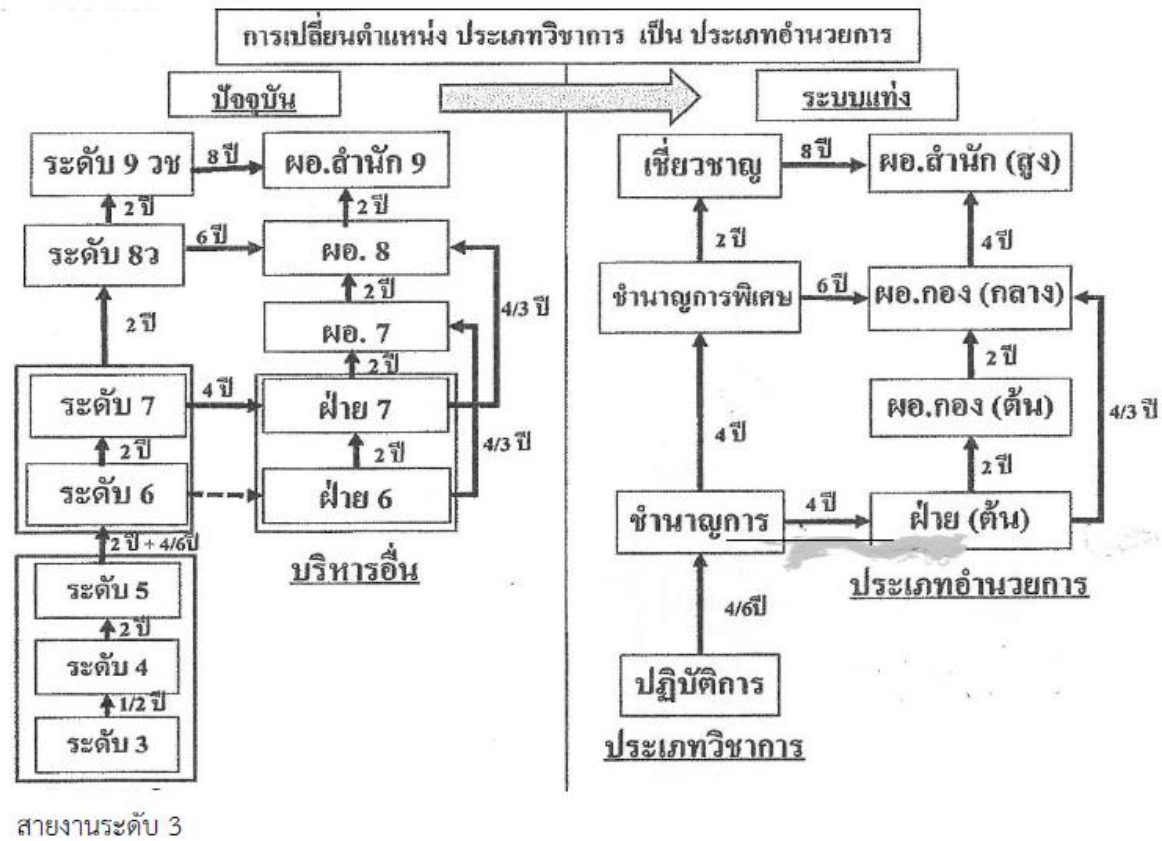 การเปลี่ยนตำแหน่ง ประเภทวิชาการ เป็น ประเภทอำนวยการ
ปัจจุบัน
ระดับ 9 วช
8 ปี
ผอ.สำนัก 9
2 ปี
2 ปี
ระดับ 8ว
6 ปี
ผอ. 8
2 ปี
4/3 ปี
2 ปี
ผอ. 7
2 ปี
ระดับ 7
4 ปี
ฝ่าย 7
2 ปี
2 ปี
4/3 ปี
ระดับ 6
ฝ่าย 6
2 ปี + 4/6ปี
บริหารอื่น
ระดับ 5
2 ปี
ระดับ 4
1/2 ปี
ระดับ 3
ระบบแท่ง
เชี่ยวชาญ
8 ปี
ผอ.สำนัก (สูง)
2 ปี
4 ปี
ชำนาญการพิเศษ
6 ปี
ผอ.กอง (กลาง)
2 ปี
ผอ.กอง (ต้น)
4/3 ปี
4 ปี
2 ปี
ชำนาญการ
4 ปี
ฝ่าย (ต้น)
ประเภทอำนวยการ
4/6ปี
ปฏิบัติการ
ประเภทวิชาการ
สายงานระดับ 3